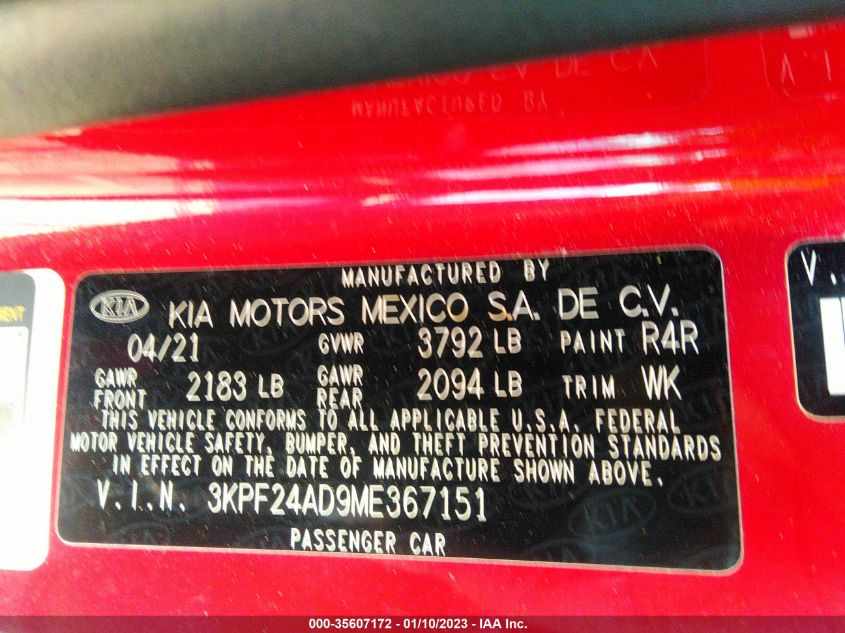 MANUFACTURED BY
KIA KIA MOTORS MEXICO S.A. DE C.V.
04/21 GVWR 3792 LB PAINT R4R
GAWR FRONT 2183 LB GAWR REAR 2094 LB TRIM WK
THIS VEHICLE CONFORMS TO ALL APPLICABLE U.S.A. FEDERAL
MOTOR VEHICLE SAFETY, BUMPER, AND THEFT PREVENTION STANDARDS
IN EFFECT ON THE DATE OF MANUFACTURE SHOWN ABOVE.
V.I.N. 3KPF24AD9ME367151
PASSENGER CAR
KIA
V.
000-35607172 - 01/10/2023 - IAA Inc.